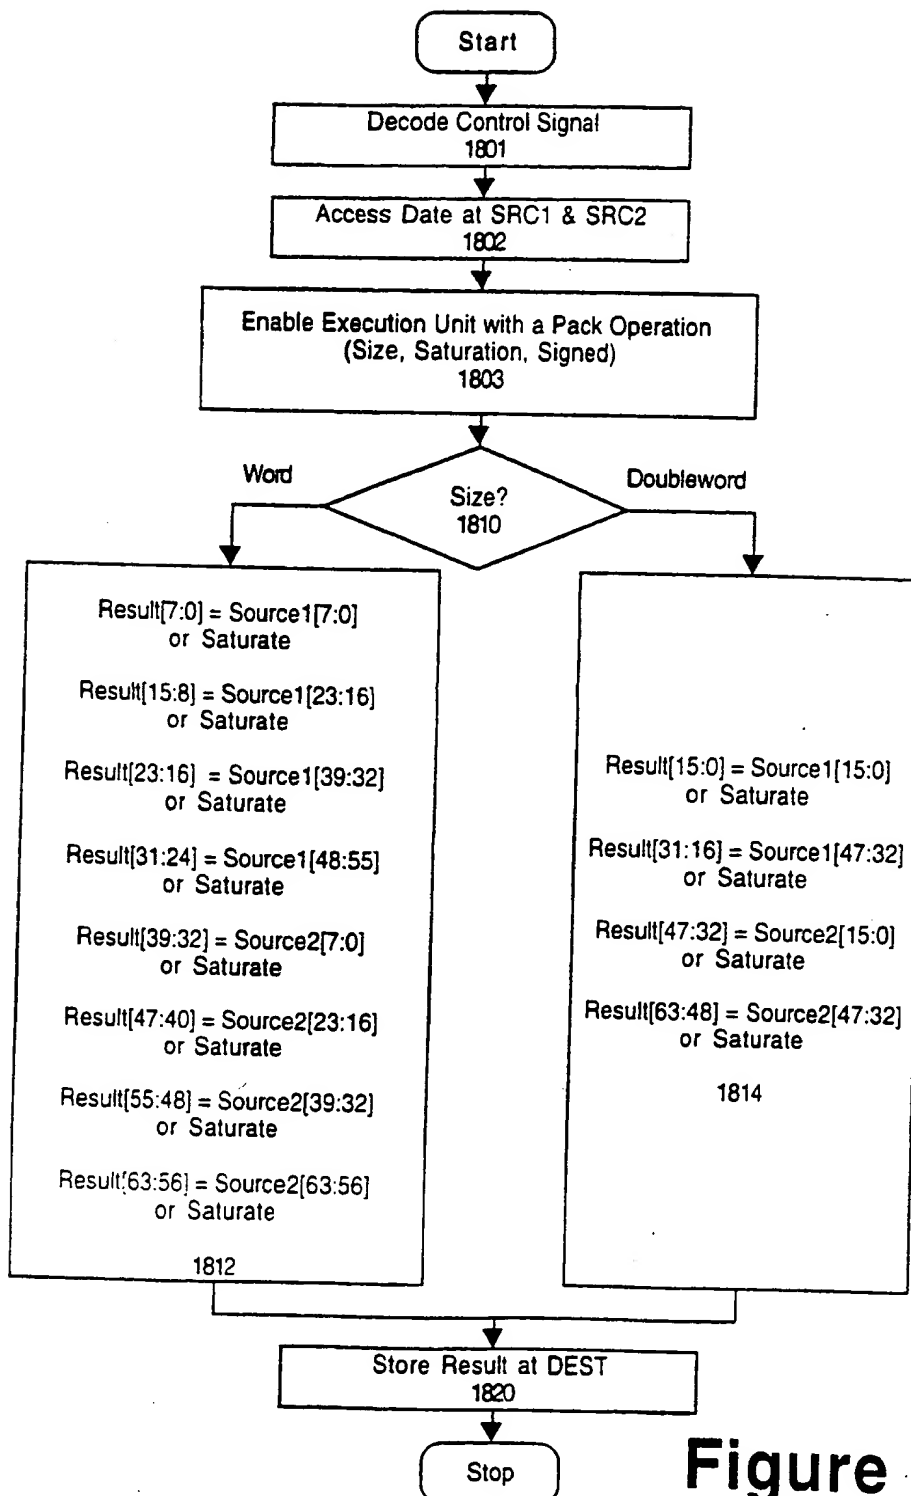 Start
Decode Control Signal
1801
Access Date at SRC1 & SRC2
1802
Enable Execution Unit with a Pack Operation
(Size, Saturation, Signed)
1803
Word
Size?
1810
Doubleword
Result[7:0] = Source1[7:0]
or Saturate
Result[15:8] = Source1[23:16]
or Saturate
Result[23:16] = Source1[39:32]
or Saturate
Result[31:24] = Source1[48:55]
or Saturate
Result[39:32] = Source2[7:0]
or Saturate
Result[47:40] = Source2[23:16]
or Saturate
Result[55:48] = Source2[39:32]
or Saturate
Result[63:56] = Source2[63:56]
or Saturate
1812
Result[15:0] = Source1[15:0]
or Saturate
Result[31:16] = Source1[47:32]
or Saturate
Result[47:32] = Source2[15:0]
or Saturate
Result[63:48] = Source2[47:32]
or Saturate
1814
Store Result at DEST
1820
Stop
Figure